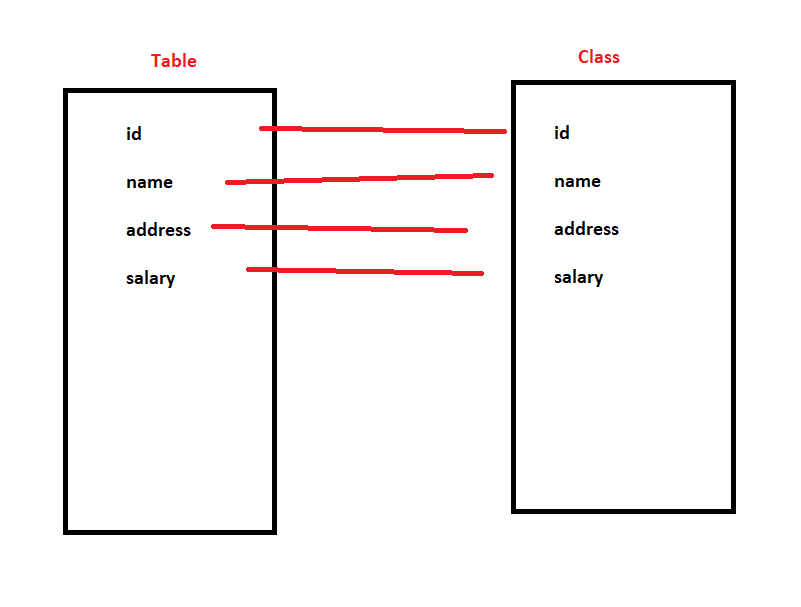 Table
id
name
address
salary
Class
id
name
address
salary